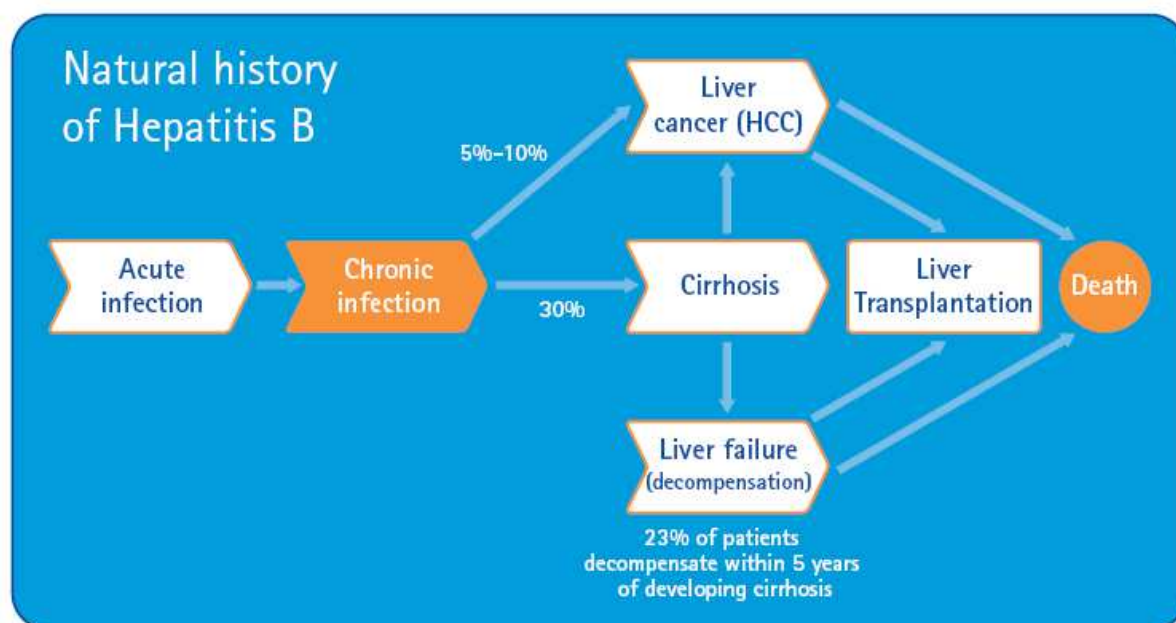 Natural history
of Hepatitis B
Liver
cancer (HCC)
5%–10%
Acute
infection
Chronic
infection
30%
Cirrhosis
Liver
Transplantation
Death
Liver failure
(decompensation)
23% of patients
decompensate within 5 years
of developing cirrhosis